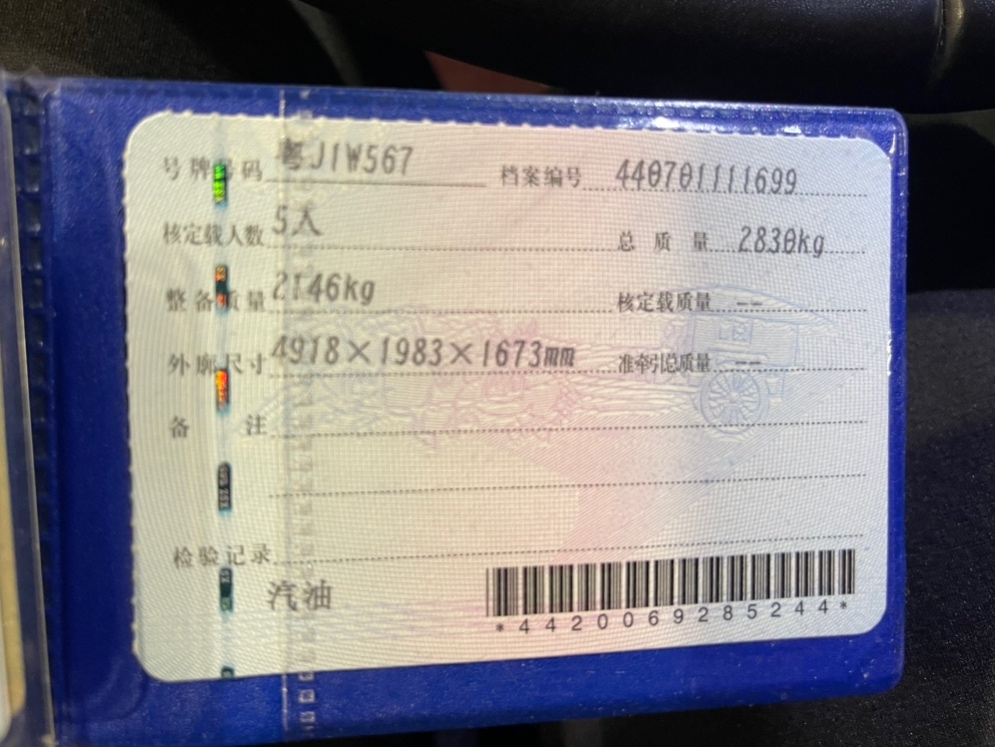 号牌号码 粤J1W567 档案编号 440701111699
核定载人数 5人 总质量 2830kg
整备质量 2146kg 核定载质量 --
外廓尺寸 4918×1983×1673mm 准牵引总质量 --
备注
检验记录
汽油
*4420069285244*